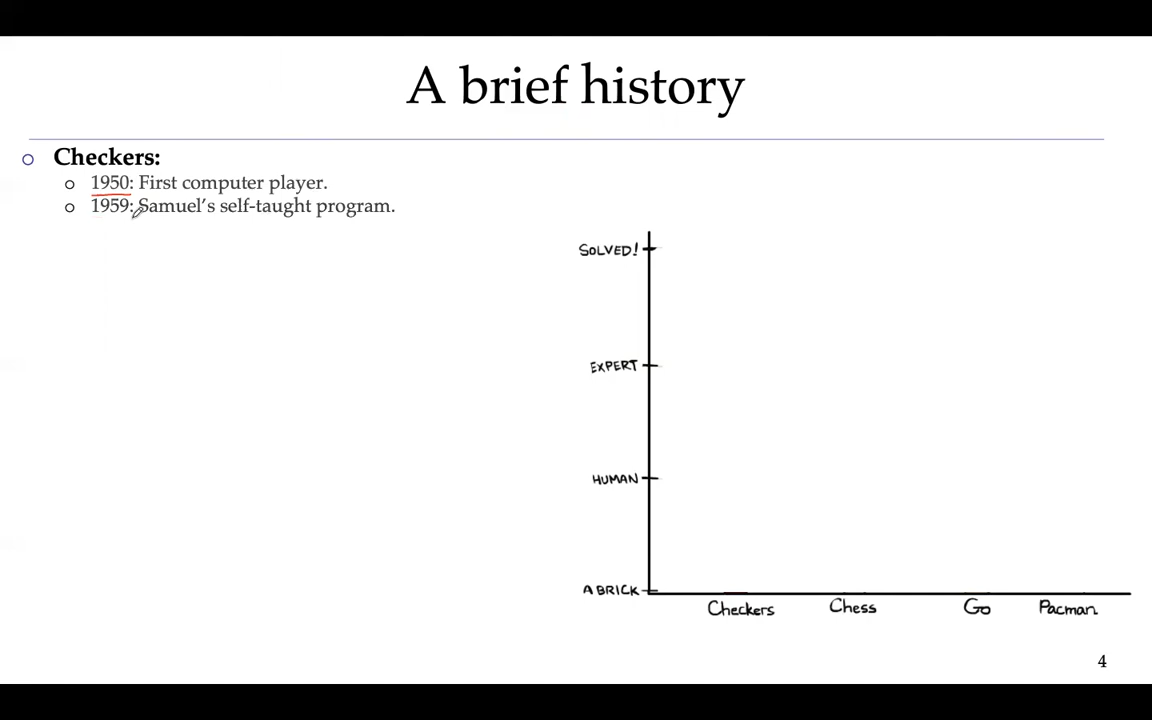 A brief history
Checkers:
1950: First computer player.
1959: Samuel's self-taught program.
SOLVED!
EXPERT
HUMAN
A BRICK
Checkers Chess Go Pacman
4